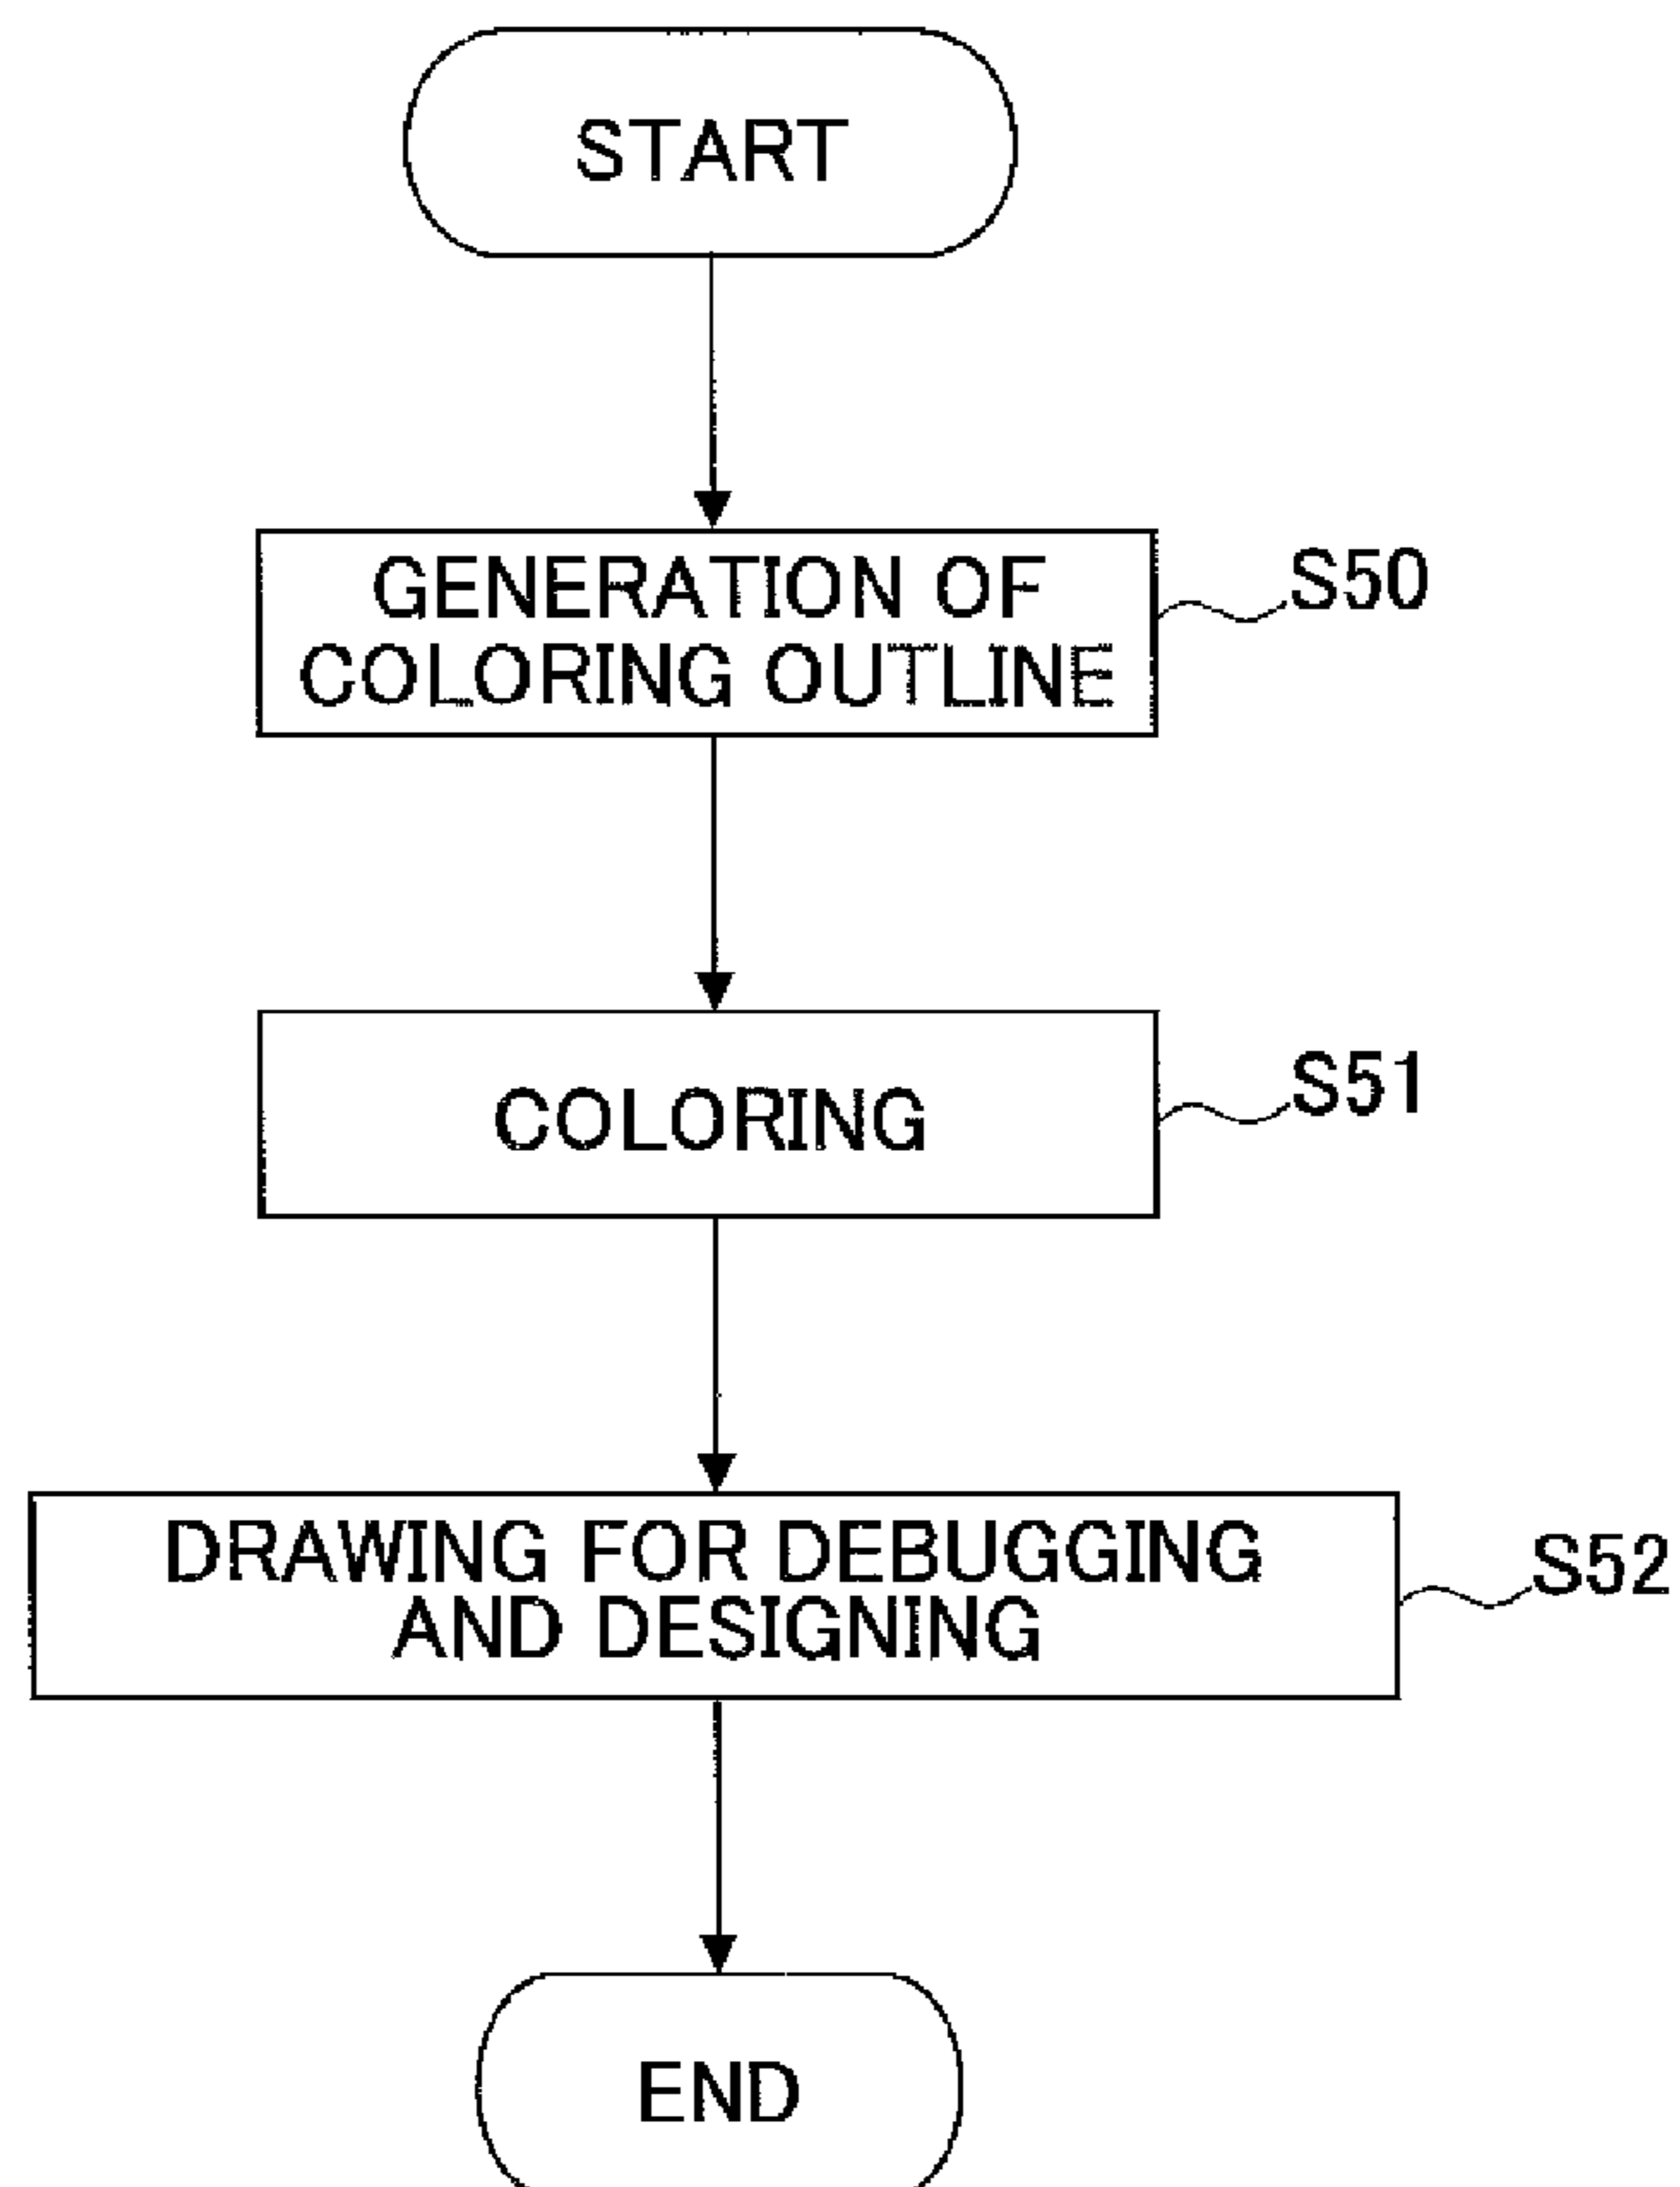 START
GENERATION OF
COLORING OUTLINE
S50
COLORING
S51
DRAWING FOR DEBUGGING
AND DESIGNING
S52
END